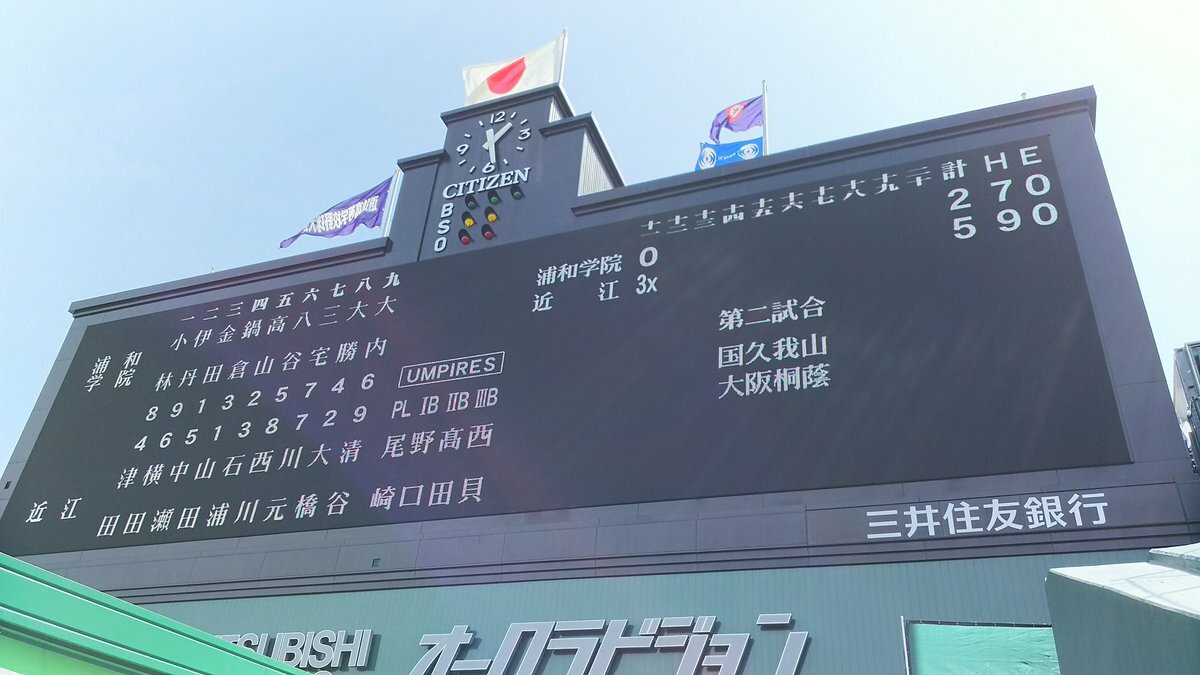 12
9 3
6
CITIZEN
B
S
O
一 二 三 四 五 六 七 八 九
浦和学院
小 伊 金 鍋 高 八 三 大 大
林 丹 田 倉 山 谷 宅 勝 内
8 9 1 3 2 5 7 4 6
4 6 5 1 3 8 7 2 9
近江
津 横 中 山 石 西 川 大 清
田 田 瀬 田 浦 川 元 橋 谷
UMPIRES
PL IB ⅡB ⅢB
尾 野 髙 西
崎 口 田 貝
十一 十二 十三 十四 十五 十六 十七 十八 十九 二十 計 H E
浦和学院 0 2 7 0
近江 3x 5 9 0
第二試合
国久我山
大阪桐蔭
三井住友銀行
TSUBISHI
オーロラビジョン